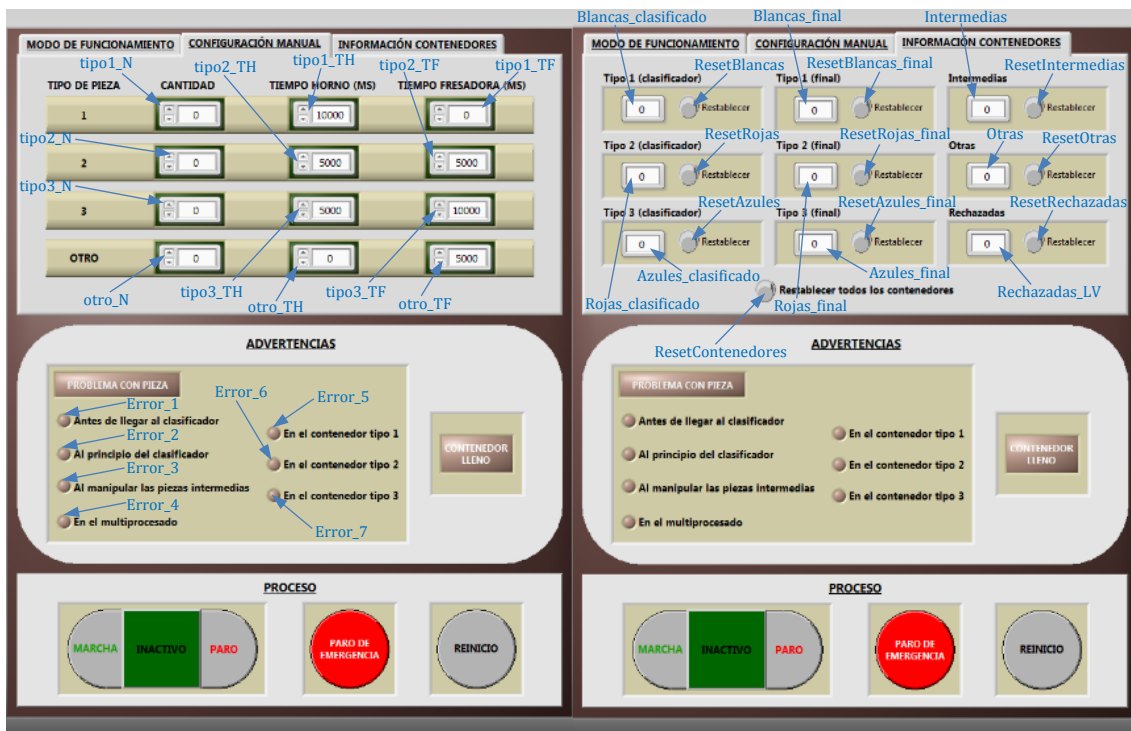 Blancas_clasificado Blancas_final Intermedias
MODO DE FUNCIONAMIENTO CONFIGURACIÓN MANUAL INFORMACIÓN CONTENEDORES
tipo1_N tipo2_TH tipo1_TH tipo2_TF tipo1_TF
TIPO DE PIEZA CANTIDAD TIEMPO HORNO (MS) TIEMPO FRESADORA (MS)
1 0 10000 0
tipo2_N
2 0 5000 5000
tipo3_N
3 0 5000 10000
OTRO 0 0 5000
otro_N tipo3_TH otro_TH tipo3_TF otro_TF
ADVERTENCIAS
PROBLEMA CON PIEZA
Error_6 Error_5
Error_1
Antes de llegar al clasificador
Error_2
En el contenedor tipo 1
Al principio del clasificador
Error_3
En el contenedor tipo 2
Al manipular las piezas intermedias
Error_4
En el contenedor tipo 3
En el multiprocesado
Error_7
CONTENEDOR
LLENO
PROCESO
MARCHA INACTIVO PARO
PARO DE
EMERGENCIA
REINICIO
MODO DE FUNCIONAMIENTO CONFIGURACIÓN MANUAL INFORMACIÓN CONTENEDORES
Tipo 1 (clasificador) Tipo 1 (final) Intermedias
ResetBlancas ResetBlancas_final ResetIntermedias
0 Restablecer 0 Restablecer 0 Restablecer
ResetRojas ResetRojas_final Otras ResetOtras
Tipo 2 (clasificador) Tipo 2 (final) Otras
0 Restablecer 0 Restablecer 0 Restablecer
ResetAzules ResetAzules_final ResetRechazadas
Tipo 3 (clasificador) Tipo 3 (final) Rechazadas
0 Restablecer 0 Restablecer 0 Restablecer
Azules_clasificado Azules_final
Restablecer todos los contenedores
Rojas_clasificado Rojas_final Rechazadas_LV
ResetContenedores
ADVERTENCIAS
PROBLEMA CON PIEZA
Antes de llegar al clasificador
En el contenedor tipo 1
Al principio del clasificador
En el contenedor tipo 2
Al manipular las piezas intermedias
En el contenedor tipo 3
En el multiprocesado
CONTENEDOR
LLENO
PROCESO
MARCHA INACTIVO PARO
PARO DE
EMERGENCIA
REINICIO